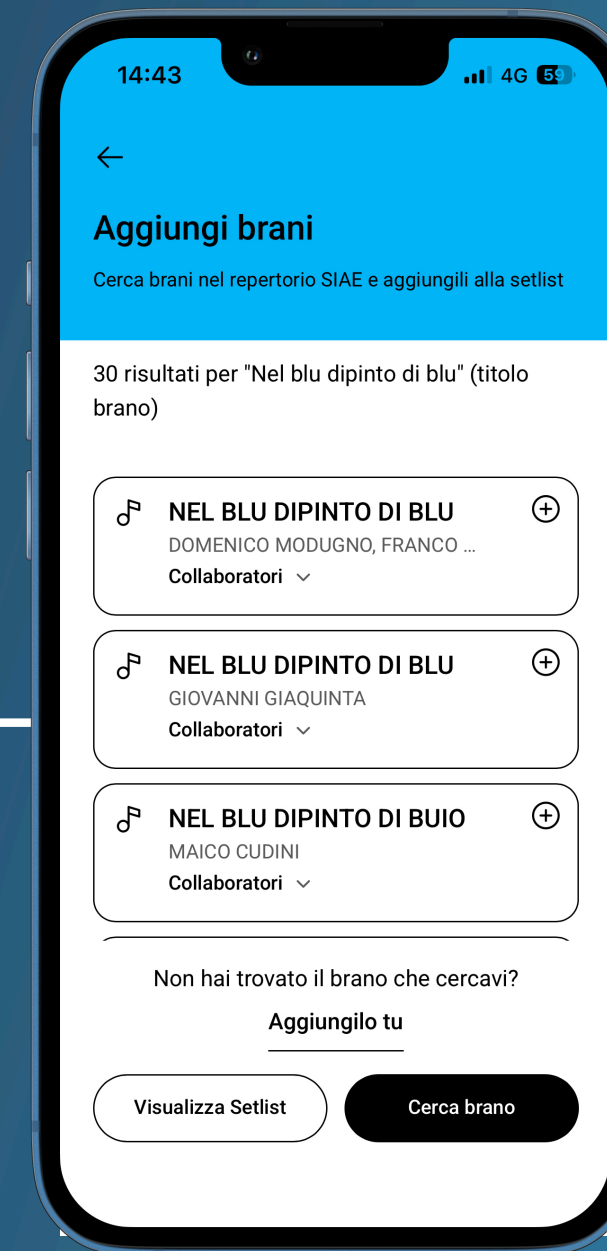 14:43
4G 59
Aggiungi brani
Cerca brani nel repertorio SIAE e aggiungili alla setlist
30 risultati per "Nel blu dipinto di blu" (titolo
brano)
NEL BLU DIPINTO DI BLU
DOMENICO MODUGNO, FRANCO ...
Collaboratori
NEL BLU DIPINTO DI BLU
GIOVANNI GIAQUINTA
Collaboratori
NEL BLU DIPINTO DI BUIO
MAICO CUDINI
Collaboratori
Non hai trovato il brano che cercavi?
Aggiungilo tu
Visualizza Setlist
Cerca brano